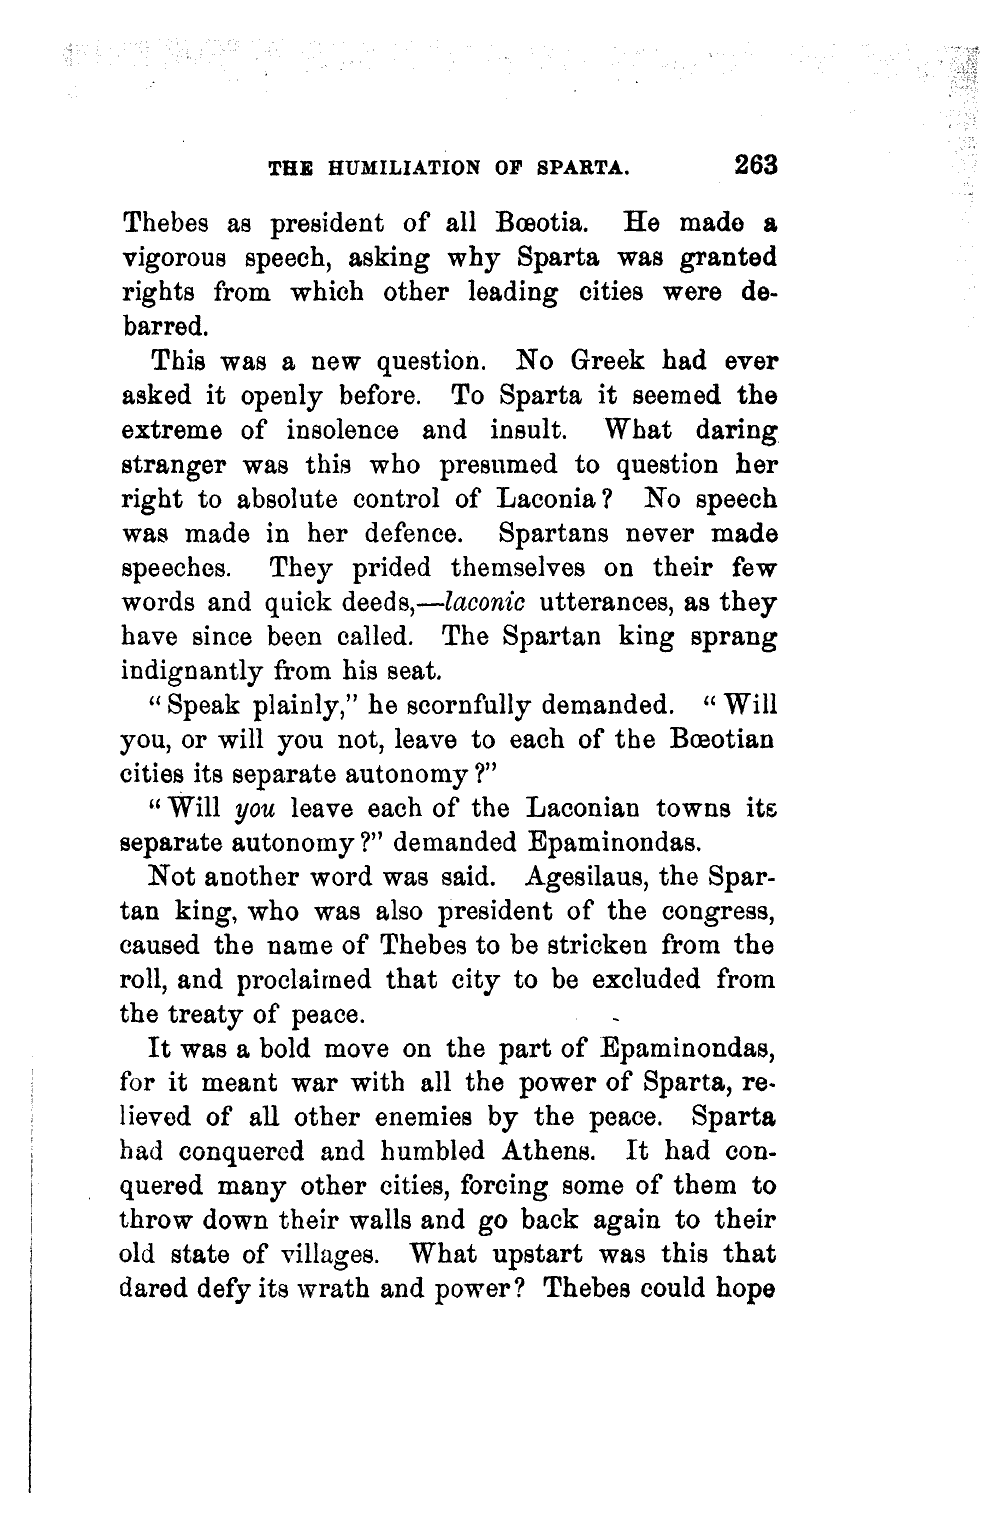 THE HUMILIATION OF SPARTA. 263
Thebes as president of all Bœotia. He made a
vigorous speech, asking why Sparta was granted
rights from which other leading cities were de-
barred.
This was a new question. No Greek had ever
asked it openly before. To Sparta it seemed the
extreme of insolence and insult. What daring
stranger was this who presumed to question her
right to absolute control of Laconia? No speech
was made in her defence. Spartans never made
speeches. They prided themselves on their few
words and quick deeds,—laconic utterances, as they
have since been called. The Spartan king sprang
indignantly from his seat.
“Speak plainly,” he scornfully demanded. “Will
you, or will you not, leave to each of the Bœotian
cities its separate autonomy?”
“Will you leave each of the Laconian towns its
separate autonomy?” demanded Epaminondas.
Not another word was said. Agesilaus, the Spar-
tan king, who was also president of the congress,
caused the name of Thebes to be stricken from the
roll, and proclaimed that city to be excluded from
the treaty of peace.
It was a bold move on the part of Epaminondas,
for it meant war with all the power of Sparta, re-
lieved of all other enemies by the peace. Sparta
had conquered and humbled Athens. It had con-
quered many other cities, forcing some of them to
throw down their walls and go back again to their
old state of villages. What upstart was this that
dared defy its wrath and power? Thebes could hope